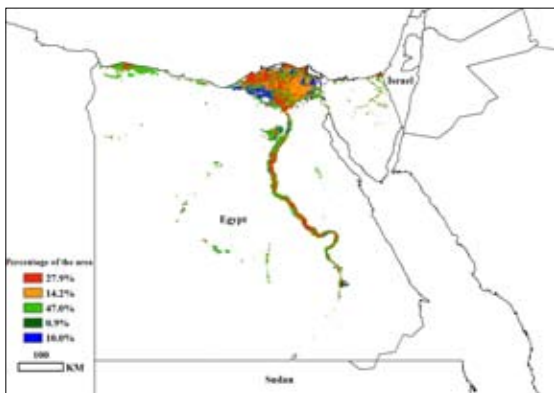 Israel
Egypt
Percentage of the area
27.9%
14.2%
47.0%
0.9%
10.0%
100
KM
Sudan